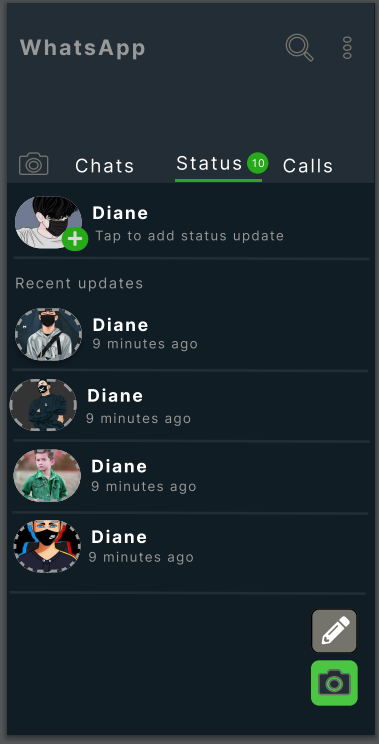 WhatsApp
Chats
Status 10
Calls
Diane
Tap to add status update
Recent updates
Diane
9 minutes ago
Diane
9 minutes ago
Diane
9 minutes ago
Diane
9 minutes ago